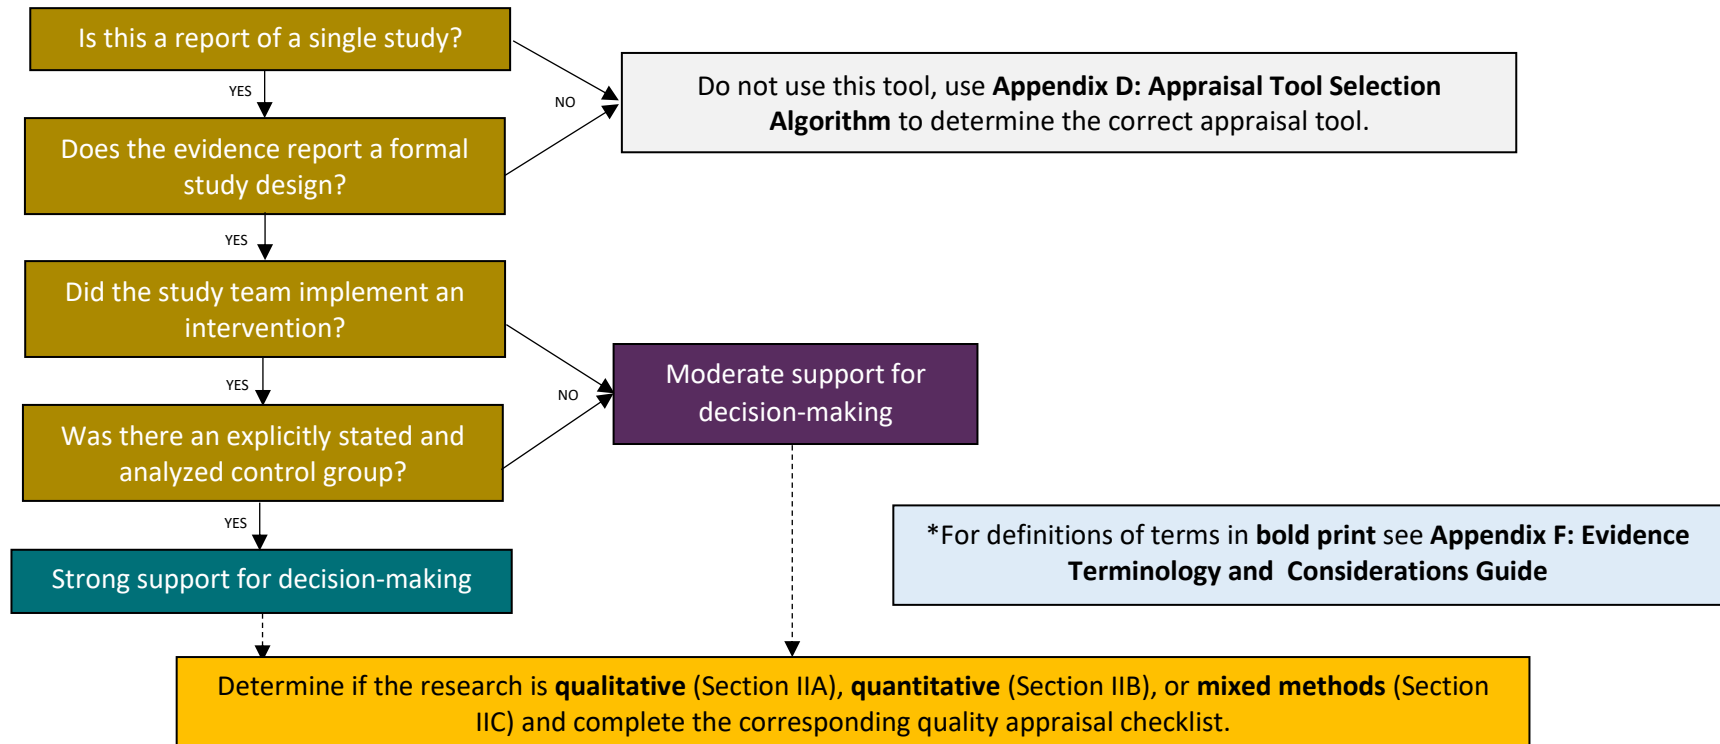 Is this a report of a single study?
YES
NO
Do not use this tool, use Appendix D: Appraisal Tool Selection
Algorithm to determine the correct appraisal tool.
Does the evidence report a formal
study design?
YES
Did the study team implement an
intervention?
YES
NO
Moderate support for
decision-making
Was there an explicitly stated and
analyzed control group?
YES
Strong support for decision-making
*For definitions of terms in bold print see Appendix F: Evidence
Terminology and Considerations Guide
Determine if the research is qualitative (Section IIA), quantitative (Section IIB), or mixed methods (Section
IIC) and complete the corresponding quality appraisal checklist.